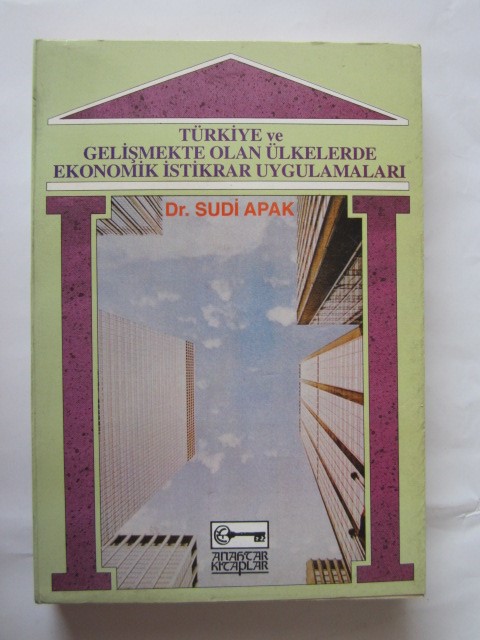 TÜRKİYE ve
GELİŞMEKTE OLAN ÜLKELERDE
EKONOMİK İSTİKRAR UYGULAMALARI
Dr. SUDİ APAK
ANAHTAR
KİTAPLAR